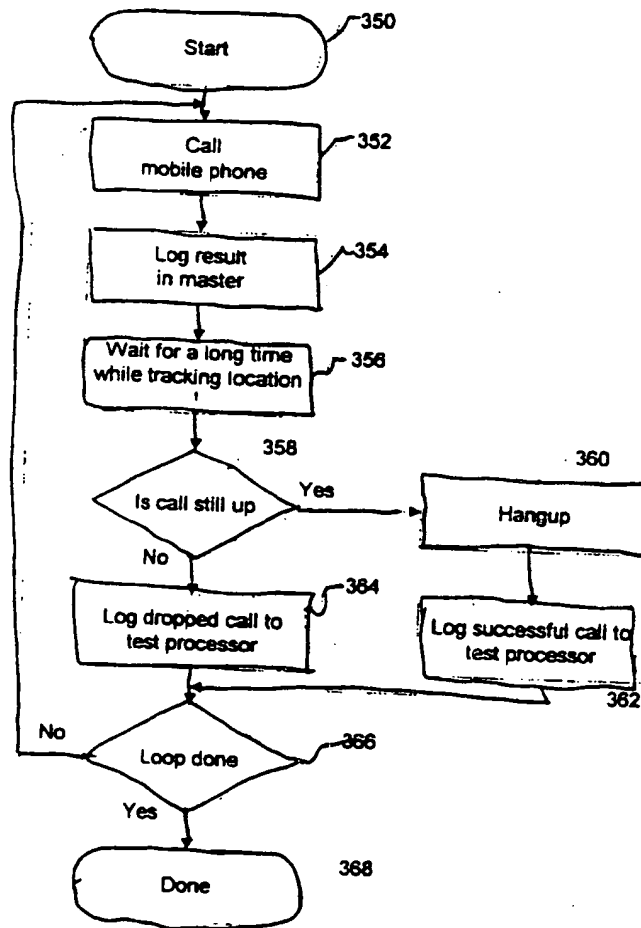 350
Start
Call
mobile phone
352
Log result
in master
354
Wait for a long time
while tracking location
356
358
Is call still up
Yes
No
360
Hangup
364
Log dropped call to
test processor
Log successful call to
test processor
362
No
Loop done
366
Yes
Done
368